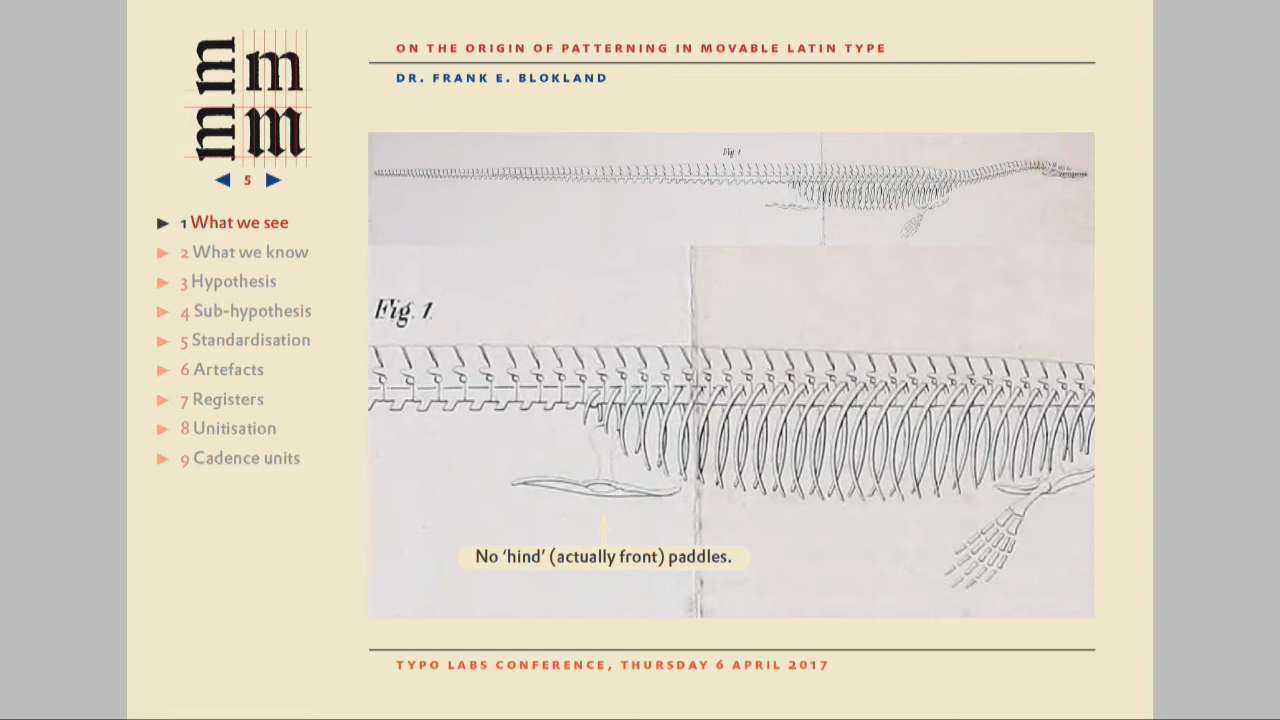 m m
m m
5
1 What we see
2 What we know
3 Hypothesis
4 Sub-hypothesis
5 Standardisation
6 Artefacts
7 Registers
8 Unitisation
9 Cadence units
ON THE ORIGIN OF PATTERNING IN MOVABLE LATIN TYPE
DR. FRANK E. BLOKLAND
Fig. 1
Fig. 1.
No ‘hind’ (actually front) paddles.
TYPO LABS CONFERENCE, THURSDAY 6 APRIL 2017